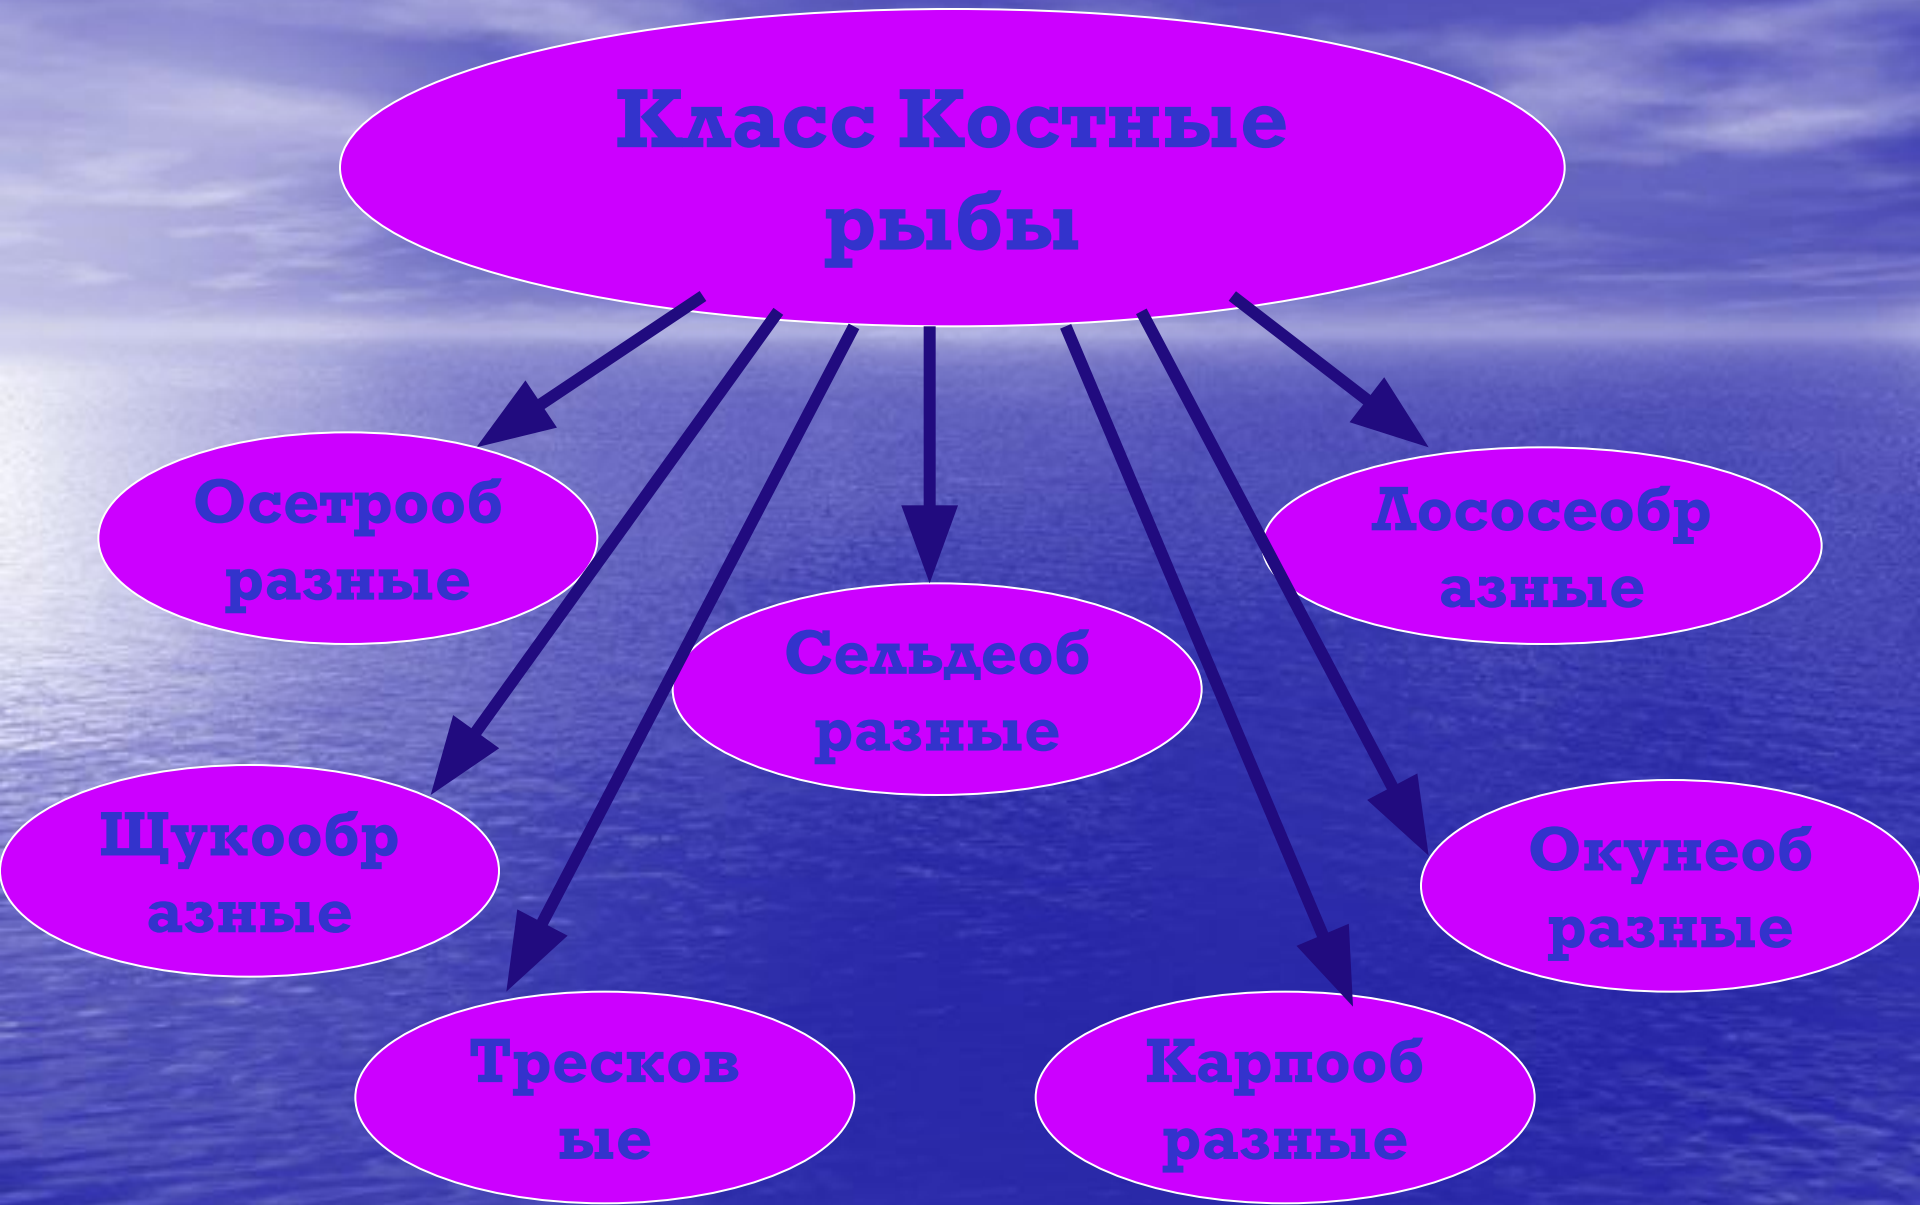 Класс Костные
рыбы
Осетрооб
разные
Лососеобр
азные
Сельдеоб
разные
Щукообр
азные
Окунеоб
разные
Тресков
ые
Карпооб
разные